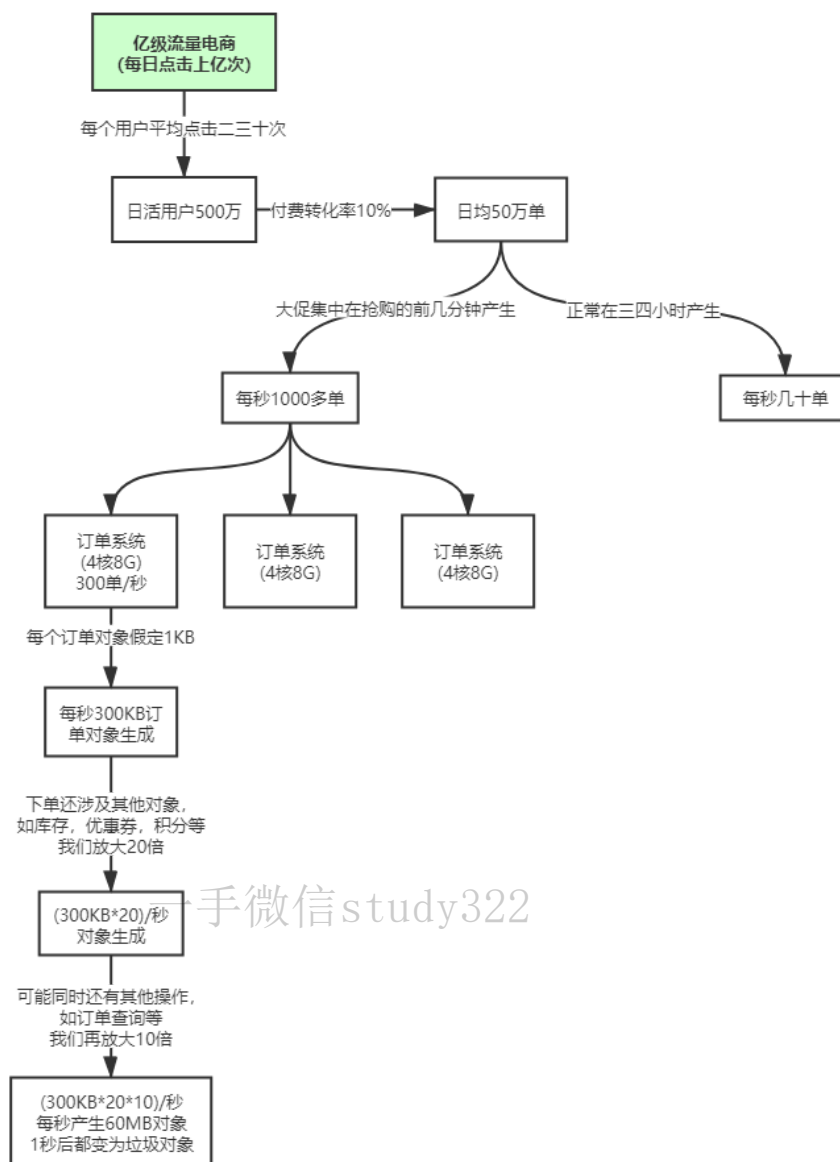 亿级流量电商
(每日点击上亿次)
每个用户平均点击二三十次
日活用户500万
付费转化率10%
日均50万单
大促集中在抢购的前几分钟产生
正常在三四小时产生
每秒1000多单
每秒几十单
订单系统
(4核8G)
300单/秒
订单系统
(4核8G)
订单系统
(4核8G)
每个订单对象假定1KB
每秒300KB订
单对象生成
下单还涉及其他对象,
如库存，优惠券，积分等
我们放大20倍
(300KB*20)/秒
对象生成
一手微信study322
可能同时还有其他操作,
如订单查询等
我们再放大10倍
(300KB*20*10)/秒
每秒产生60MB对象
1秒后都变为垃圾对象